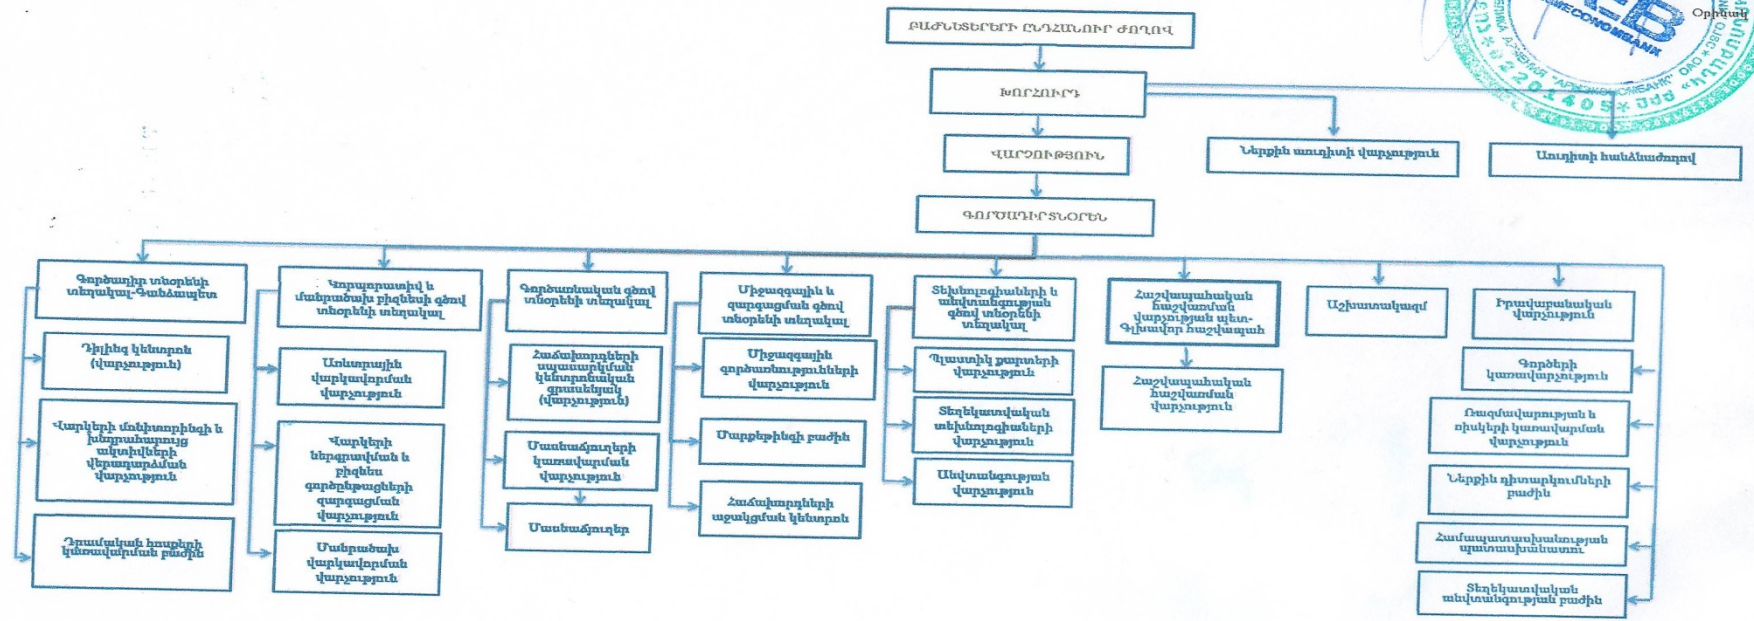 Օրինակ
ԲԱԺՆԵՏԵՐԵՐԻ ԸՆԴՀԱՆՈՒՐ ԺՈՂՈՎ
ԽՈՐՀՈՒՐԴ
ՎԱՐՉՈՒԹՅՈՒՆ
Ներքին աուդիտի վարչություն
Աուդիտի հանձնաժողով
ԳՈՐԾԱԴԻՐ ՏՆՕՐԵՆ
Գործադիր տնօրենի
տեղակալ-Գանձապետ
Դիլինգ կենտրոն
(վարչություն)
Վարկերի մոնիտորինգի և
խնդրահարույց
ակտիվների
վերադարձման
վարչություն
Դրամական հոսքերի
կառավարման բաժին
Կորպորատիվ և
մանրածախ բիզնեսի գծով
տնօրենի տեղակալ
Առևտրային
վարկավորման
վարչություն
Վարկերի
ներգրավման և
բիզնես
գործընթացների
զարգացման
վարչություն
Մանրածախ
վարկավորման
վարչություն
Գործառնական գծով
տնօրենի տեղակալ
Հաճախորդների
սպասարկման
կենտրոնական
գրասենյակ
(վարչություն)
Մասնաճյուղերի
կառավարման
վարչություն
Մասնաճյուղեր
Միջազգային և
զարգացման գծով
տնօրենի տեղակալ
Միջազգային
գործառնությունների
վարչություն
Մարքեթինգի բաժին
Հաճախորդների
աջակցման կենտրոն
Տեխնոլոգիաների և
անվտանգության
գծով տնօրենի
տեղակալ
Պլաստիկ քարտերի
վարչություն
Տեղեկատվական
տեխնոլոգիաների
վարչություն
Անվտանգության
վարչություն
Հաշվապահական
հաշվառման
վարչության պետ-
Գլխավոր հաշվապահ
Հաշվապահական
հաշվառման
վարչություն
Աշխատակազմ
Իրավաբանական
վարչություն
Գործերի
կառավարչություն
Ռազմավարության և
ռիսկերի կառավարման
վարչություն
Ներքին դիտարկումների
բաժին
Համապատասխանության
պատասխանատու
Տեղեկատվական
անվտանգության բաժին